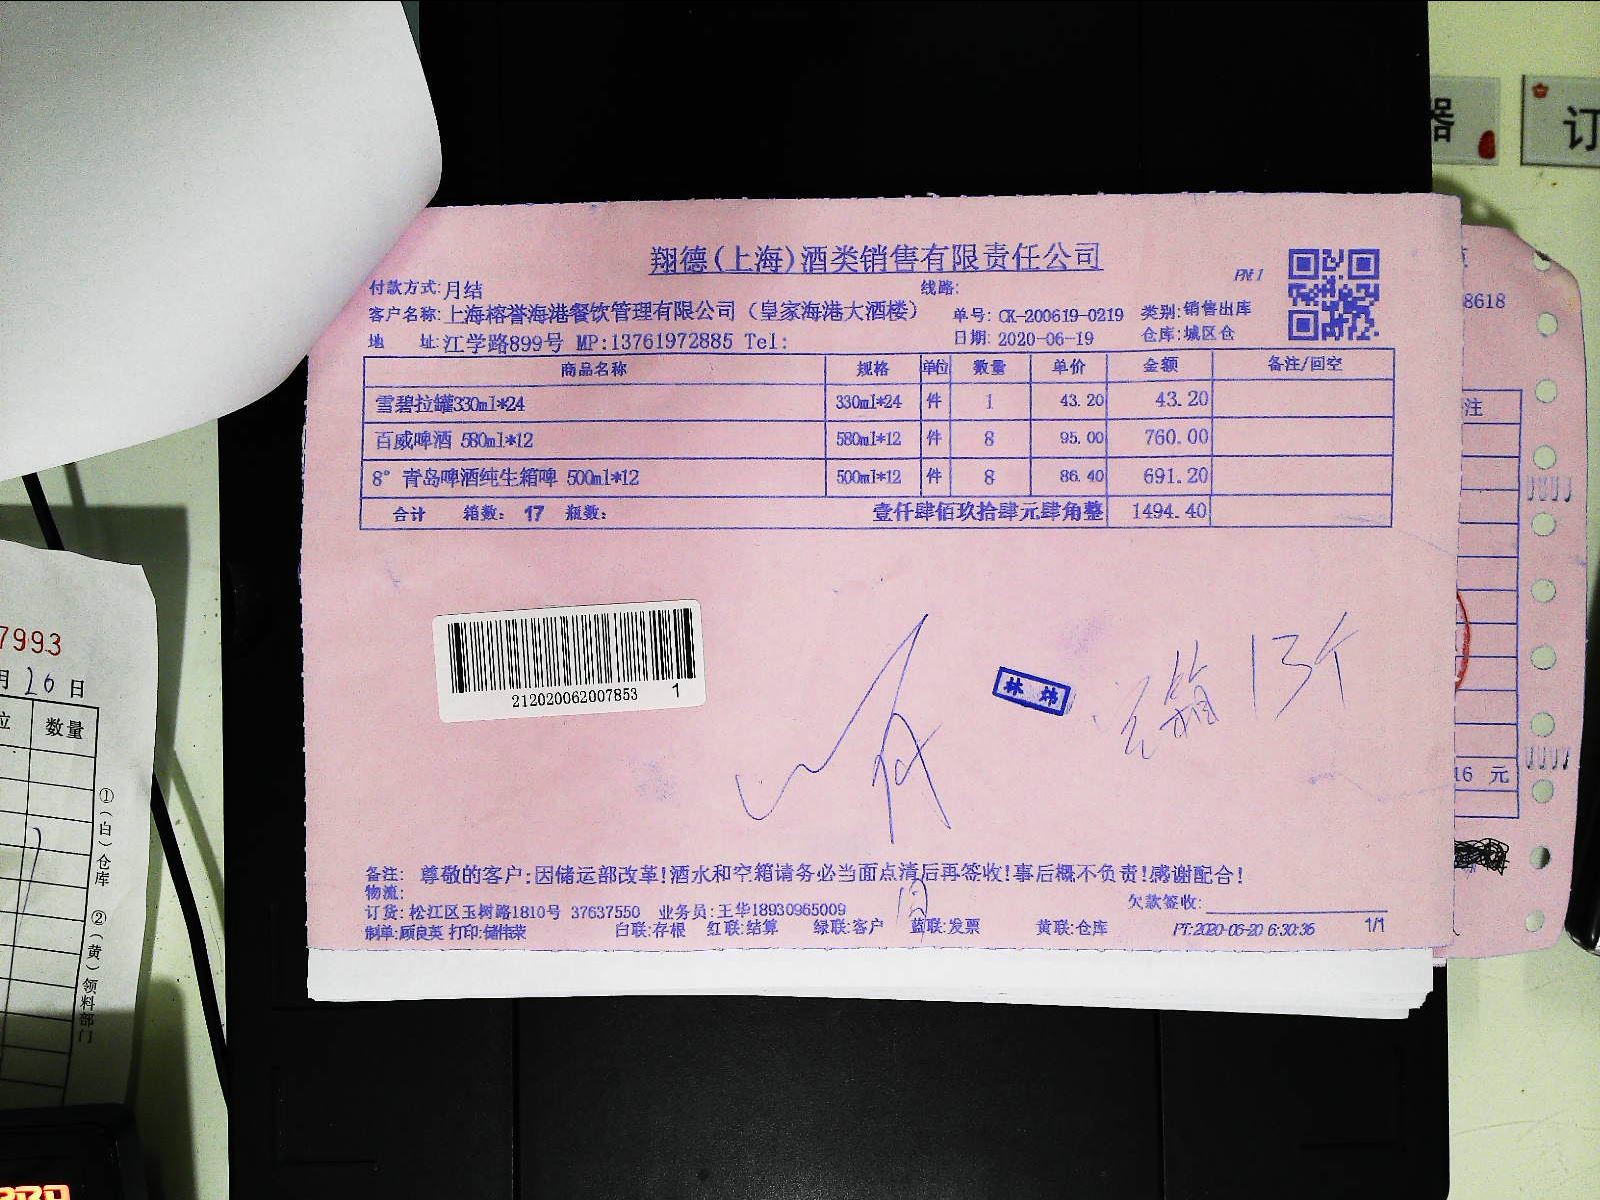 器
订
翔德(上海)酒类销售有限责任公司
付款方式:月结 线路:
客户名称:上海榕誉海港餐饮管理有限公司（皇家海港大酒楼） 单号: CK-200619-0219 类别:销售出库
地 址:江学路899号 MP:13761972885 Tel: 日期: 2020-06-19 仓库:城区仓
商品名称 规格 单位 数量 单价 金额 备注/回空
雪碧拉罐330ml*24 330ml*24 件 1 43.20 43.20
百威啤酒 580ml*12 580ml*12 件 8 95.00 760.00
8° 青岛啤酒纯生箱啤 500ml*12 500ml*12 件 8 86.40 691.20
合计 箱数: 17 瓶数: 壹仟肆佰玖拾肆元肆角整 1494.40
212020062007853 1
林 炜
箱 13个
备注: 尊敬的客户:因储运部改革!酒水和空箱请务必当面点清后再签收!事后概不负责!感谢配合!
物流:
订货: 松江区玉树路1810号 37637550 业务员:王华18930965009 欠款签收:
制单:顾良英 打印:储伟荣 白联:存根 红联:结算 绿联:客户 蓝联:发票 黄联:仓库 PT:2020-06-20 6:30:36 1/1
8618
注
16 元
7993
月26日
位 数量
①(白)仓库
②(黄)领料部门